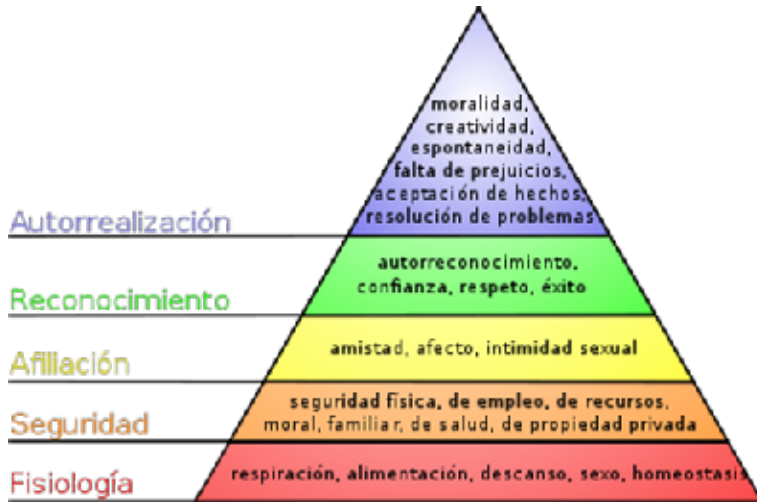 moralidad,
creatividad,
espontaneidad,
falta de prejuicios,
aceptación de hechos,
resolución de problemas
Autorrealización
autorreconocimiento,
confianza, respeto, éxito
Reconocimiento
amistad, afecto, intimidad sexual
Afiliación
seguridad física, de empleo, de recursos,
moral, familiar, de salud, de propiedad privada
Seguridad
respiración, alimentación, descanso, sexo, homeostasis
Fisiología